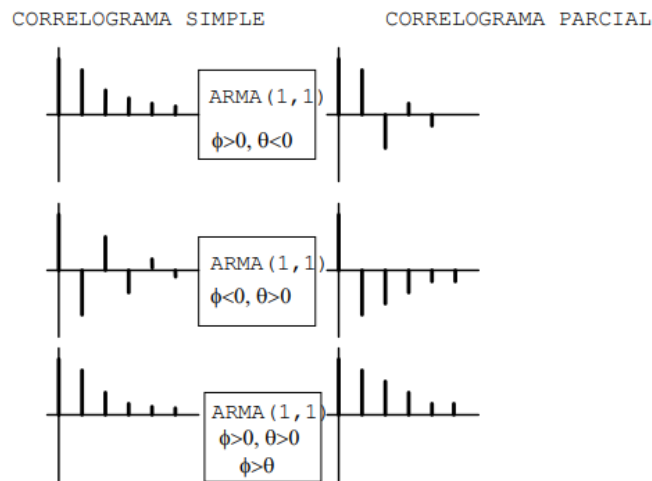 CORRELOGRAMA SIMPLE
CORRELOGRAMA PARCIAL
ARMA(1,1)
ϕ>0, θ<0
ARMA(1,1)
ϕ<0, θ>0
ARMA(1,1)
ϕ>0, θ>0
ϕ>θ